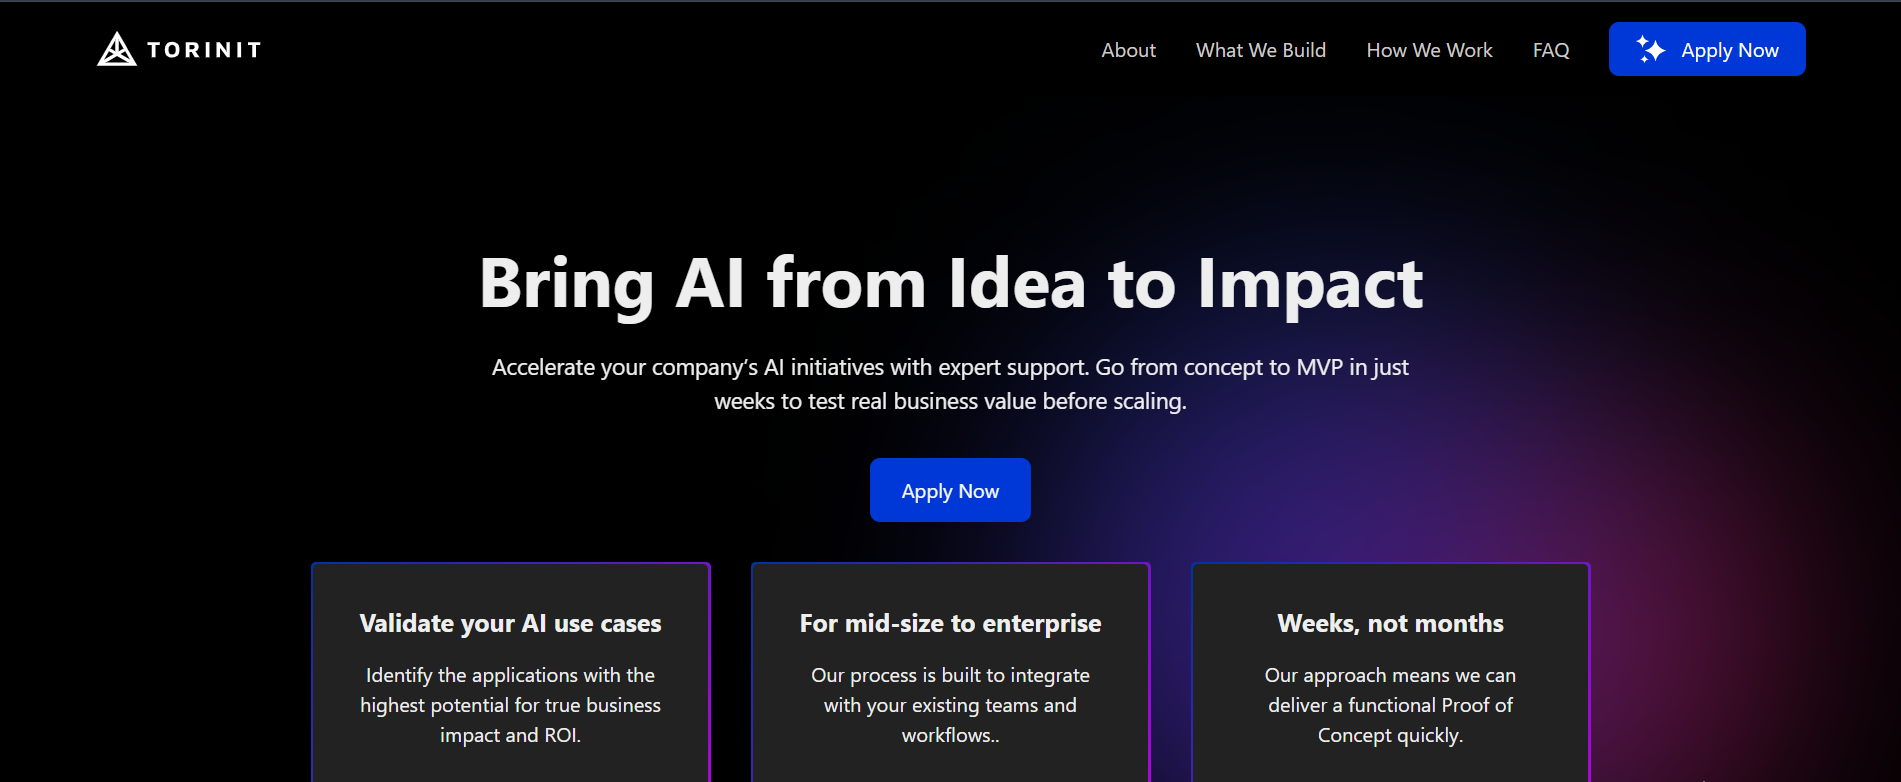 TORINIT
About
What We Build
How We Work
FAQ
Apply Now
Bring AI from Idea to Impact
Accelerate your company’s AI initiatives with expert support. Go from concept to MVP in just
weeks to test real business value before scaling.
Apply Now
Validate your AI use cases
Identify the applications with the
highest potential for true business
impact and ROI.
For mid-size to enterprise
Our process is built to integrate
with your existing teams and
workflows..
Weeks, not months
Our approach means we can
deliver a functional Proof of
Concept quickly.